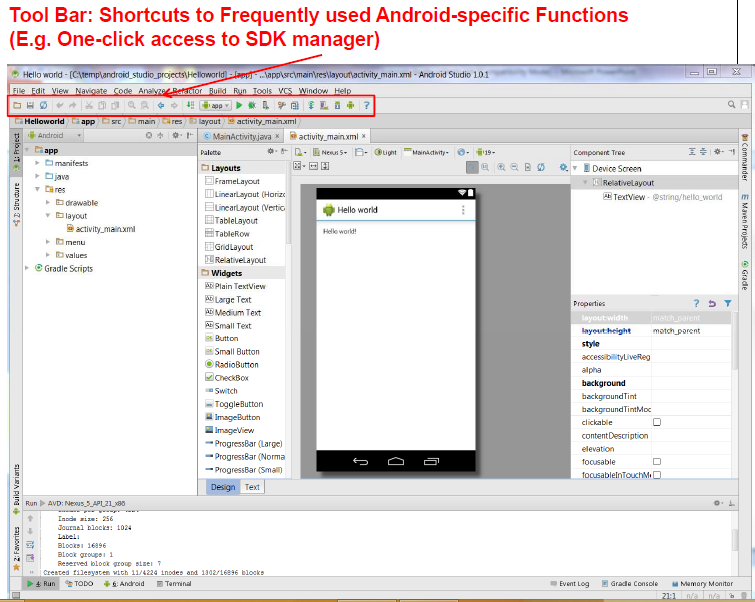 Tool Bar: Shortcuts to Frequently used Android-specific Functions
(E.g. One-click access to SDK manager)
Hello world - [C:\temp\android_studio_projects\Helloworld] - [app] - ...\app\src\main\res\layout\activity_main.xml - Android Studio 1.0.1
File Edit View Navigate Code Analyze Refactor Build Run Tools VCS Window Help
app
Helloworld app src main res layout activity_main.xml
1: Project
Android
MainActivity.java
activity_main.xml
app
manifests
java
res
drawable
layout
activity_main.xml
menu
values
Gradle Scripts
Structure
Build Variants
2: Favorites
Palette
Layouts
FrameLayout
LinearLayout (Horizo
LinearLayout (Vertica
TableLayout
TableRow
GridLayout
RelativeLayout
Widgets
Plain TextView
Large Text
Medium Text
Small Text
Button
Small Button
RadioButton
CheckBox
Switch
ToggleButton
ImageButton
ImageView
ProgressBar (Large)
ProgressBar (Norma
ProgressBar (Small)
Design Text
Nexus 5 Light MainActivity 19
Hello world
Hello world!
Component Tree
Device Screen
RelativeLayout
TextView - @string/hello_world
Properties
layout:width match_parent
layout:height match_parent
style
accessibilityLiveReg
alpha
background
backgroundTint
backgroundTintMod
clickable
contentDescription
elevation
focusable
focusableInTouchM
Commander
Maven Projects
Gradle
Run AVD: Nexus_5_API_21_x86
Inode size: 256
Journal blocks: 1024
Label:
Blocks: 16896
Block groups: 1
Reserved block group size: 7
Created filesystem with 11/4224 inodes and 1302/16896 blocks
4: Run TODO 6: Android Terminal Event Log Gradle Console Memory Monitor
21:1 n/a n/a